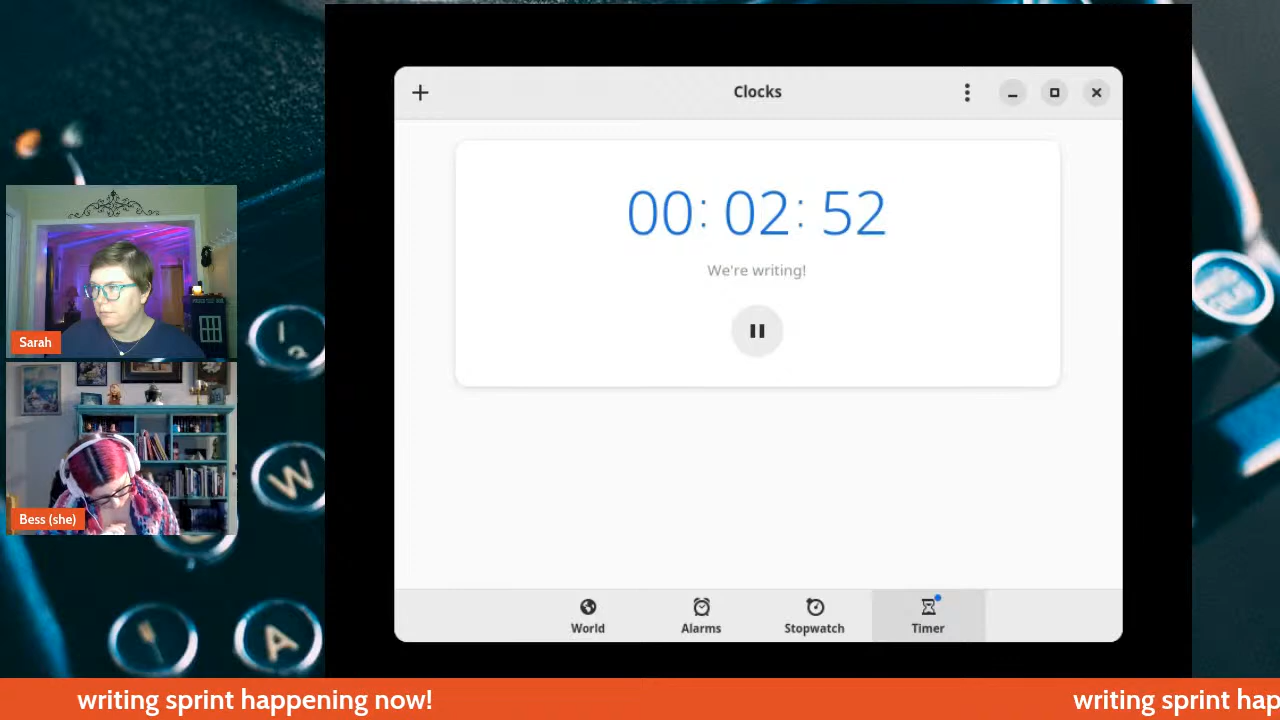 Clocks
00: 02: 52
We're writing!
World
Alarms
Stopwatch
Timer
Sarah
Bess (she)
I
W
A
writing sprint happening now!
writing sprint hap